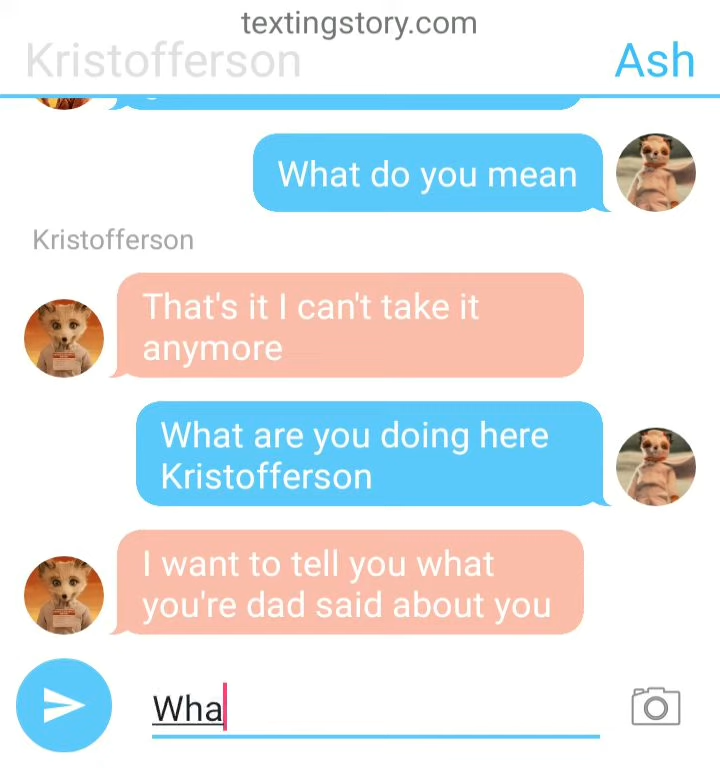 textingstory.com
Kristofferson
Ash
What do you mean
Kristofferson
That's it I can't take it
anymore
What are you doing here
Kristofferson
I want to tell you what
you're dad said about you
Wha